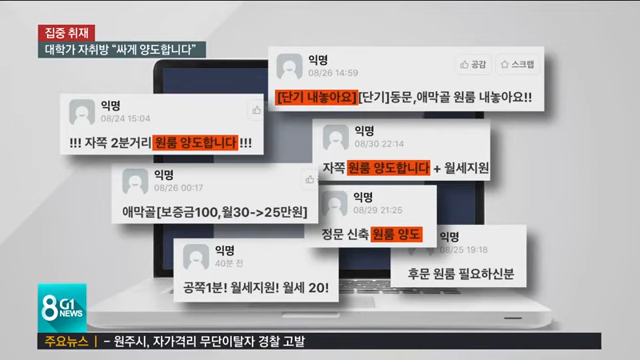 집중 취재
대학가 자취방 “싸게 양도합니다”
익명
08/26 14:59
공감
스크랩
[단기 내놓아요] [단기]동문,애막골 원룸 내놓아요!!
익명
08/24 15:04
!!! 자쪽 2분거리 원룸 양도합니다 !!!
익명
08/30 22:14
자쪽 원룸 양도합니다 + 월세지원
익명
08/26 00:17
애막골[보증금100,월30->25만원]
익명
08/29 21:25
정문 신축 원룸 양도
익명
08/25 19:18
후문 원룸 필요하신분
익명
40분 전
공쪽1분! 월세지원! 월세 20!
8 G1 NEWS
주요뉴스 – 원주시, 자가격리 무단이탈자 경찰 고발